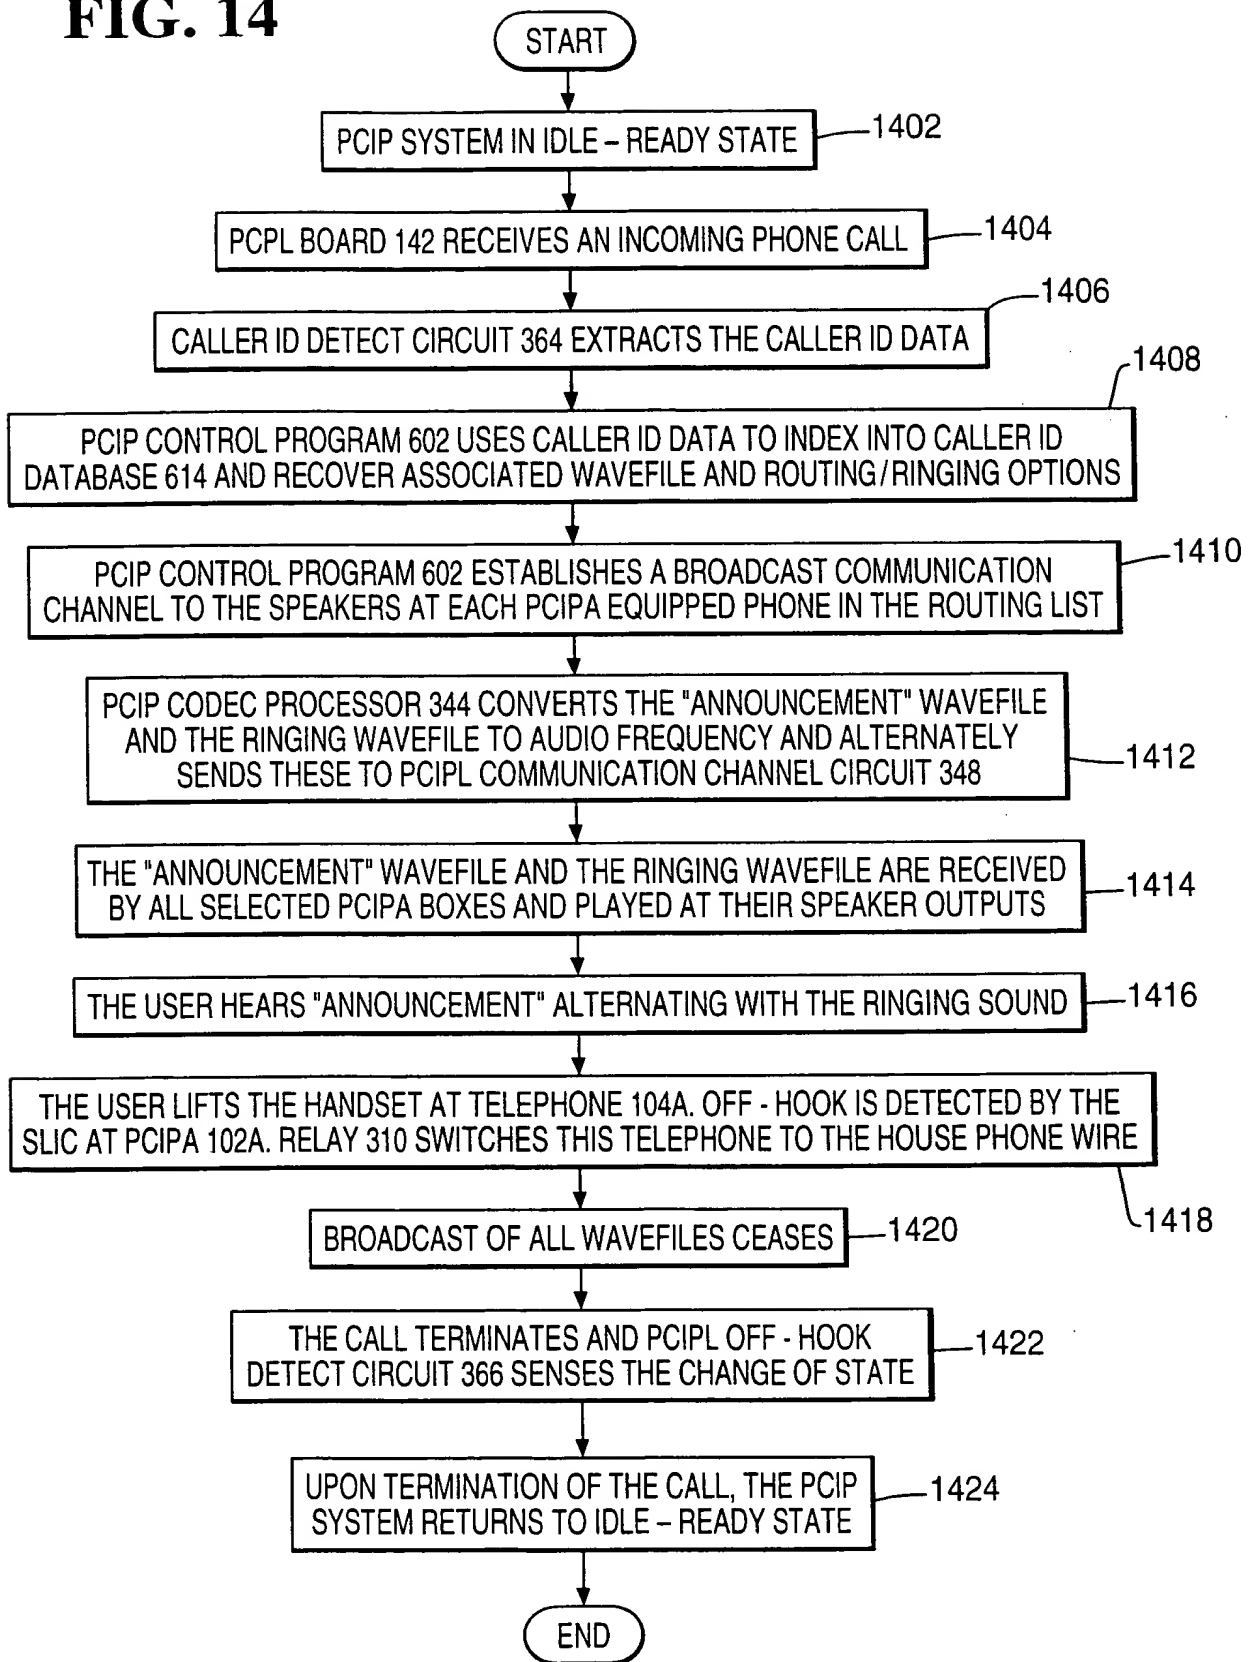 FIG. 14
START
PCIP SYSTEM IN IDLE – READY STATE
1402
PCPL BOARD 142 RECEIVES AN INCOMING PHONE CALL
1404
CALLER ID DETECT CIRCUIT 364 EXTRACTS THE CALLER ID DATA
1406
PCIP CONTROL PROGRAM 602 USES CALLER ID DATA TO INDEX INTO CALLER ID
DATABASE 614 AND RECOVER ASSOCIATED WAVEFILE AND ROUTING/RINGING OPTIONS
1408
PCIP CONTROL PROGRAM 602 ESTABLISHES A BROADCAST COMMUNICATION
CHANNEL TO THE SPEAKERS AT EACH PCIPA EQUIPPED PHONE IN THE ROUTING LIST
1410
PCIP CODEC PROCESSOR 344 CONVERTS THE "ANNOUNCEMENT" WAVEFILE
AND THE RINGING WAVEFILE TO AUDIO FREQUENCY AND ALTERNATELY
SENDS THESE TO PCIPL COMMUNICATION CHANNEL CIRCUIT 348
1412
THE "ANNOUNCEMENT" WAVEFILE AND THE RINGING WAVEFILE ARE RECEIVED
BY ALL SELECTED PCIPA BOXES AND PLAYED AT THEIR SPEAKER OUTPUTS
1414
THE USER HEARS "ANNOUNCEMENT" ALTERNATING WITH THE RINGING SOUND
1416
THE USER LIFTS THE HANDSET AT TELEPHONE 104A. OFF - HOOK IS DETECTED BY THE
SLIC AT PCIPA 102A. RELAY 310 SWITCHES THIS TELEPHONE TO THE HOUSE PHONE WIRE
1418
BROADCAST OF ALL WAVEFILES CEASES
1420
THE CALL TERMINATES AND PCIPL OFF - HOOK
DETECT CIRCUIT 366 SENSES THE CHANGE OF STATE
1422
UPON TERMINATION OF THE CALL, THE PCIP
SYSTEM RETURNS TO IDLE – READY STATE
1424
END